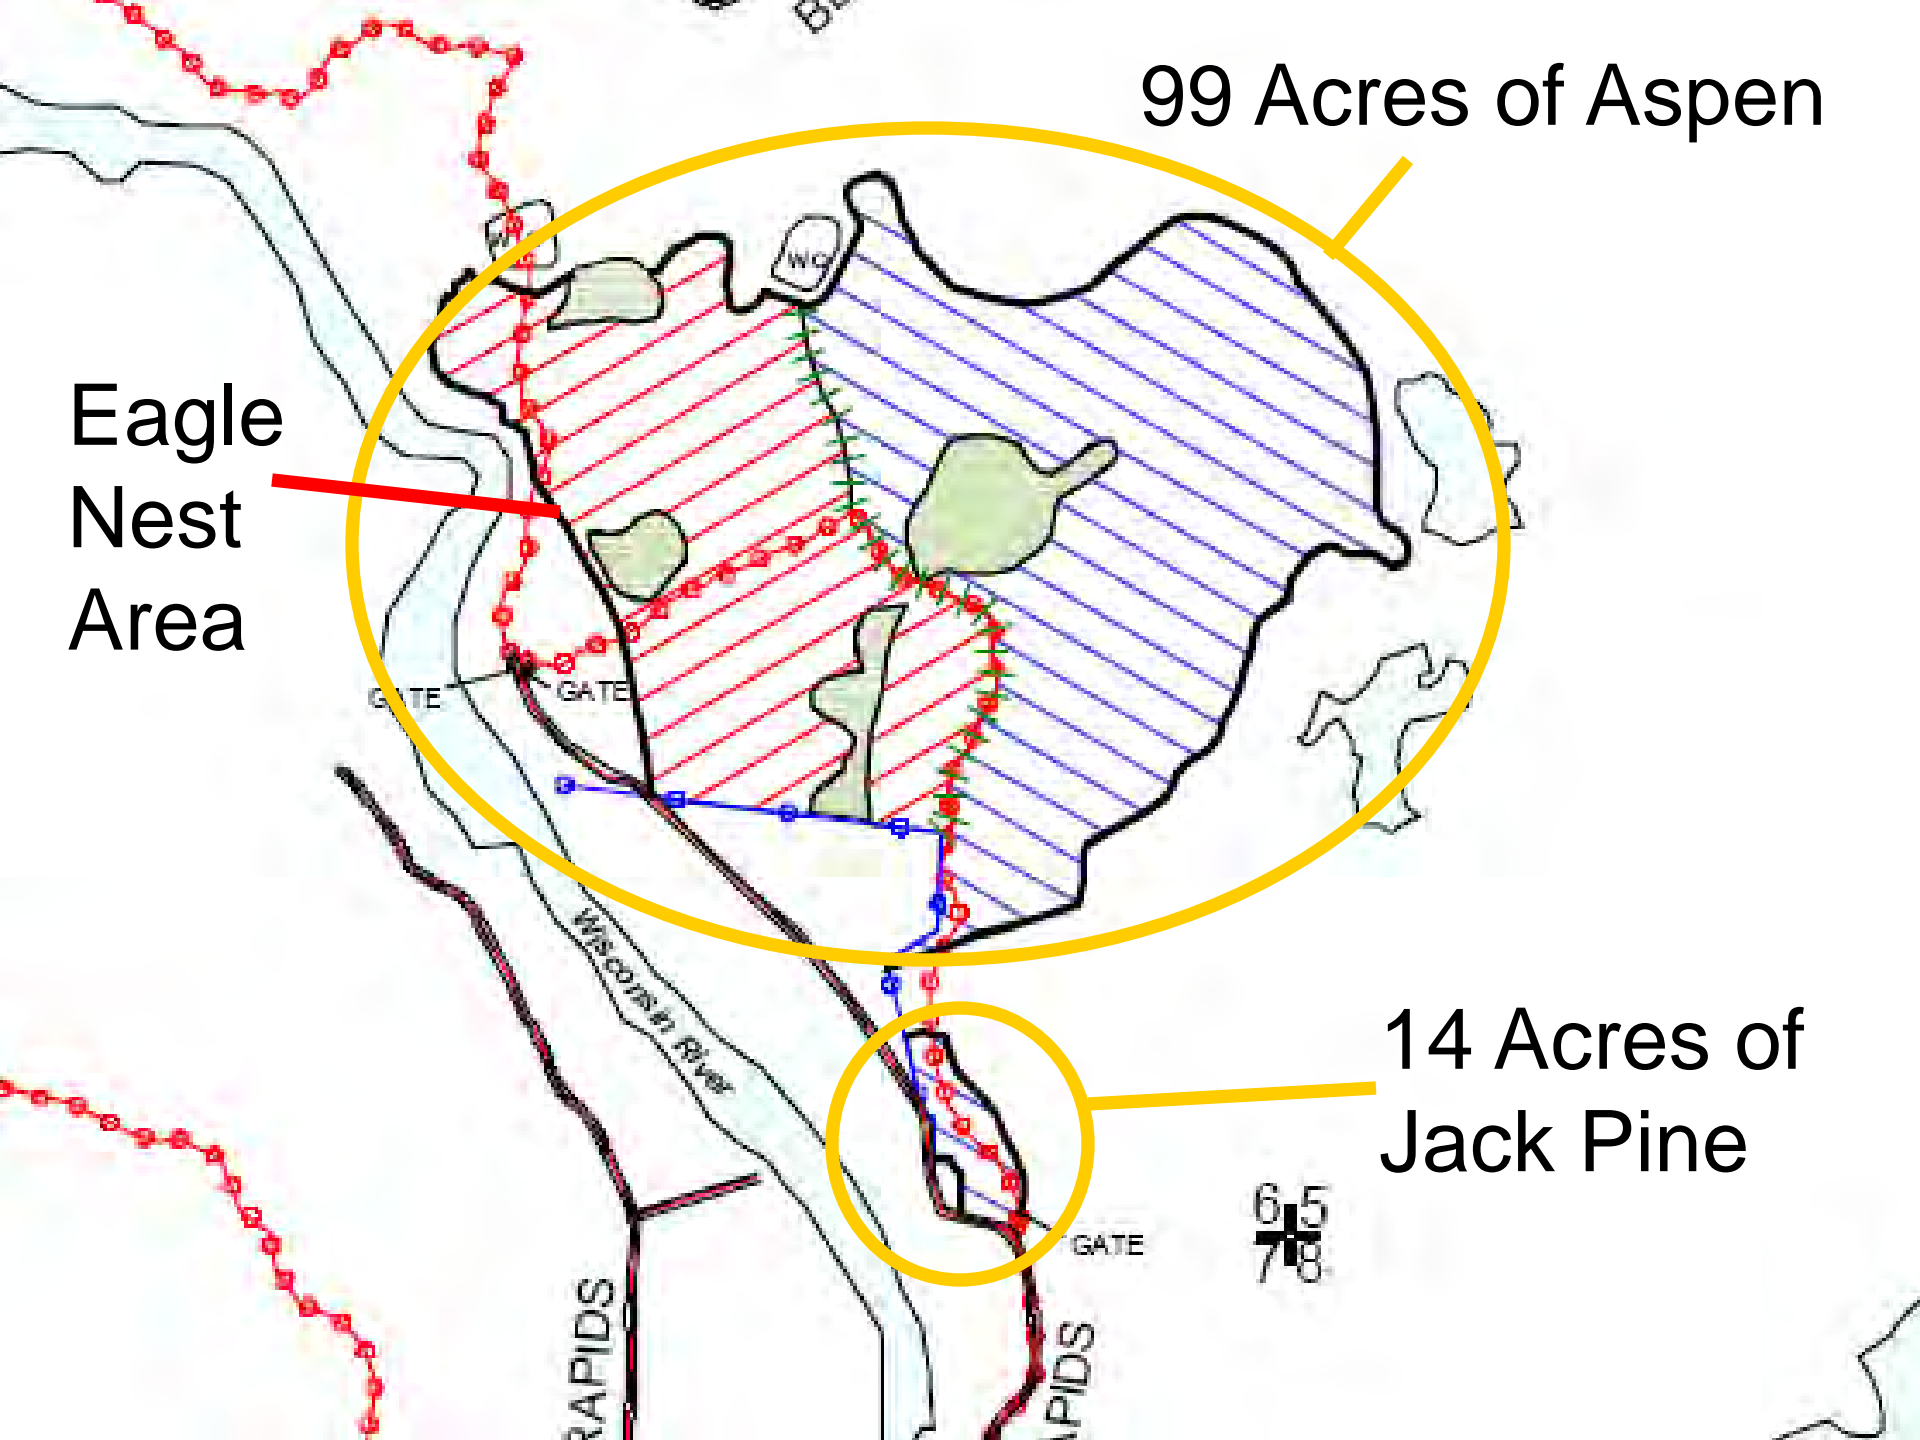 99 Acres of Aspen
WO
Eagle
Nest
Area
GATE
GATE
Wisconsin River
14 Acres of
Jack Pine
6 5
7 8
GATE
RAPIDS
APIDS